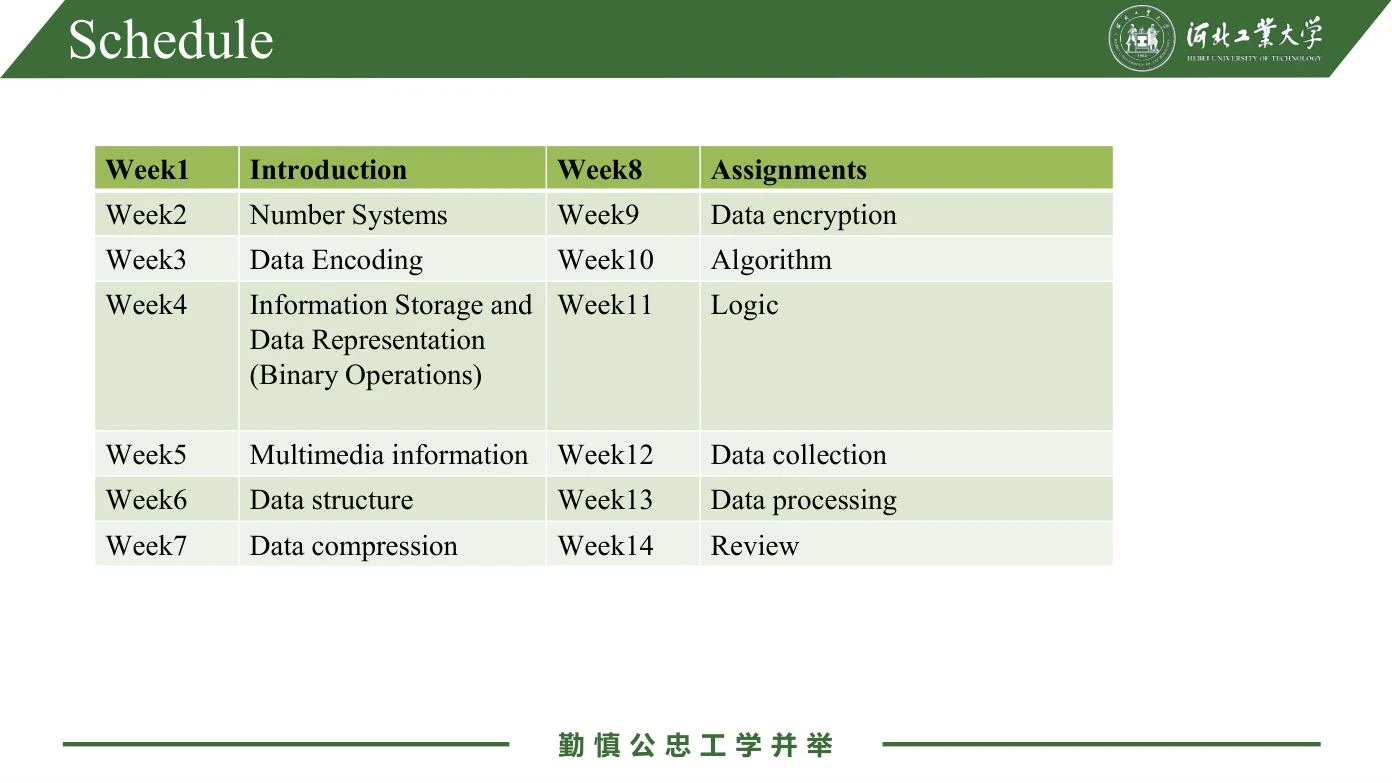 Schedule
河北工業大学
HEBEI UNIVERSITY OF TECHNOLOGY
Week1 Introduction Week8 Assignments
Week2 Number Systems Week9 Data encryption
Week3 Data Encoding Week10 Algorithm
Week4 Information Storage and Week11 Logic
Data Representation
(Binary Operations)
Week5 Multimedia information Week12 Data collection
Week6 Data structure Week13 Data processing
Week7 Data compression Week14 Review
勤慎公忠工学并举